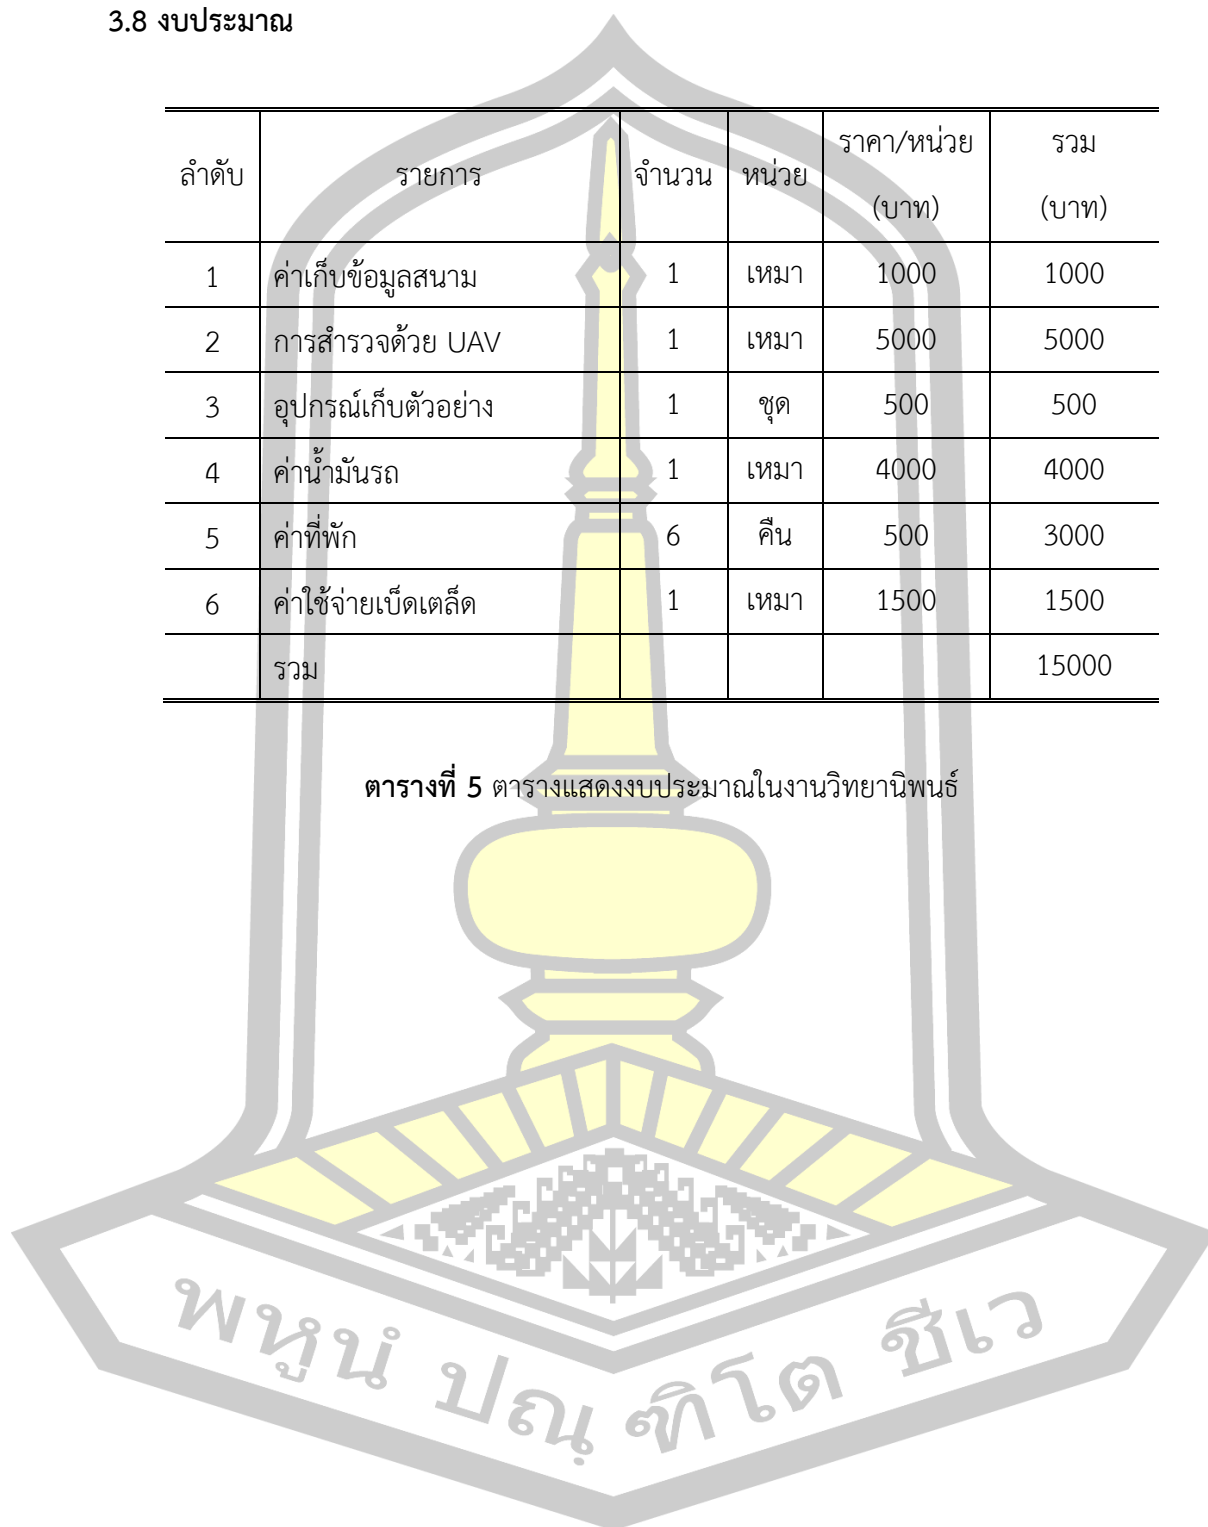 3.8 งบประมาณ
ลำดับ รายการ จำนวน หน่วย ราคา/หน่วย (บาท) รวม (บาท)
1 ค่าเก็บข้อมูลสนาม 1 เหมา 1000 1000
2 การสำรวจด้วย UAV 1 เหมา 5000 5000
3 อุปกรณ์เก็บตัวอย่าง 1 ชุด 500 500
4 ค่าน้ำมันรถ 1 เหมา 4000 4000
5 ค่าที่พัก 6 คืน 500 3000
6 ค่าใช้จ่ายเบ็ดเตล็ด 1 เหมา 1500 1500
รวม 15000
ตารางที่ 5 ตารางแสดงงบประมาณในงานวิทยานิพนธ์
พหูนํ ปณฺฑิโต ชีเว